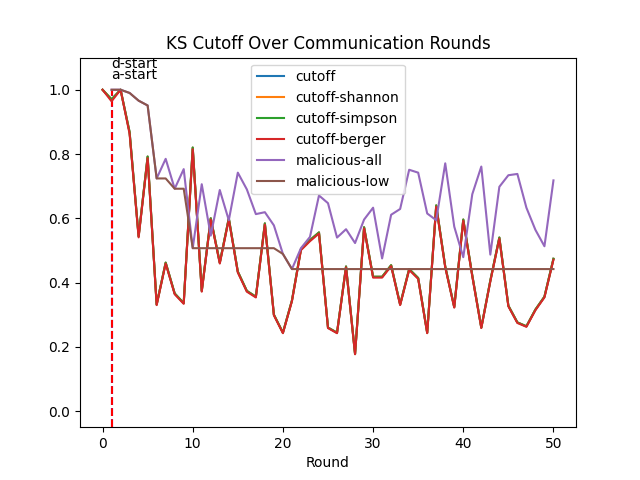 KS Cutoff Over Communication Rounds
d-start
a-start
cutoff
cutoff-shannon
cutoff-simpson
cutoff-berger
malicious-all
malicious-low
1.0
0.8
0.6
0.4
0.2
0.0
0 10 20 30 40 50
Round